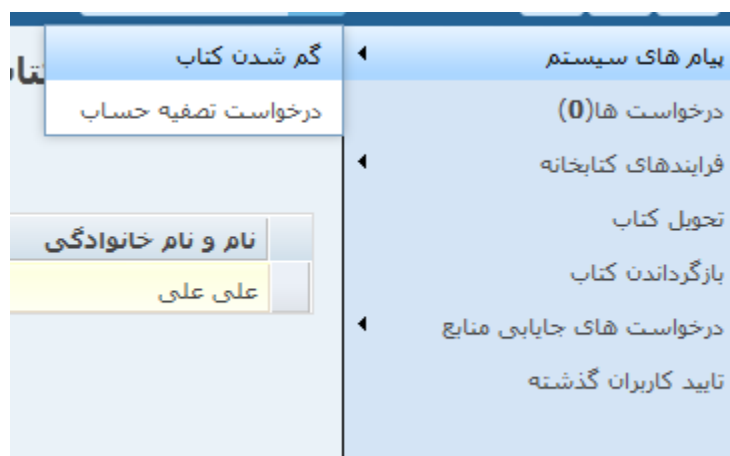 پیام های سیستم
گم شدن کتاب
درخواست تصفیه حساب
درخواست ها(0)
فرایندهای کتابخانه
تحویل کتاب
بازگرداندن کتاب
درخواست های جایابی منابع
تایید کاربران گذشته
نام و نام خانوادگی
علی علی